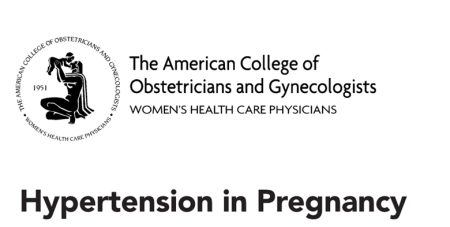 THE AMERICAN COLLEGE OF OBSTETRICIANS AND GYNECOLOGISTS
1951
• WOMEN'S HEALTH CARE PHYSICIANS •
The American College of
Obstetricians and Gynecologists
WOMEN'S HEALTH CARE PHYSICIANS
Hypertension in Pregnancy